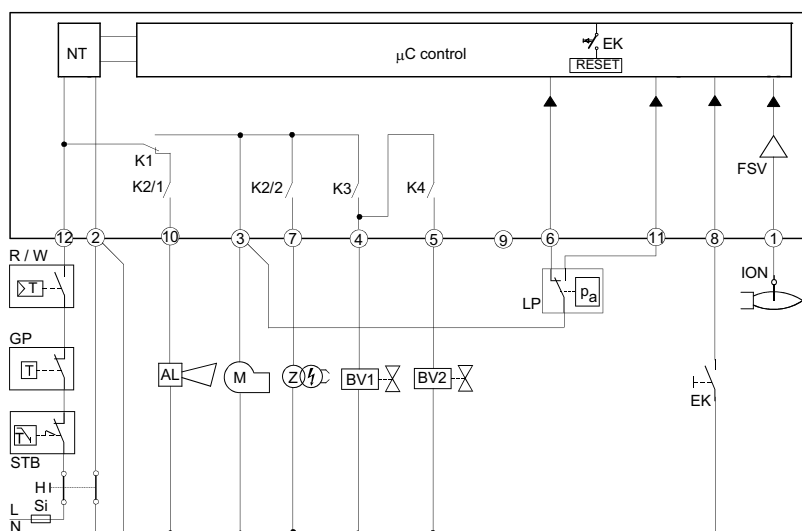 NT
μC control
EK
RESET
FSV
K1
K2/1
K2/2
K3
K4
12 2 10 3 7 4 5 9 6 11 8 1
R / W
T
LP
pa
ION
GP
T
AL
M
Z
BV1
BV2
EK
T
STB
H
Si
L
N